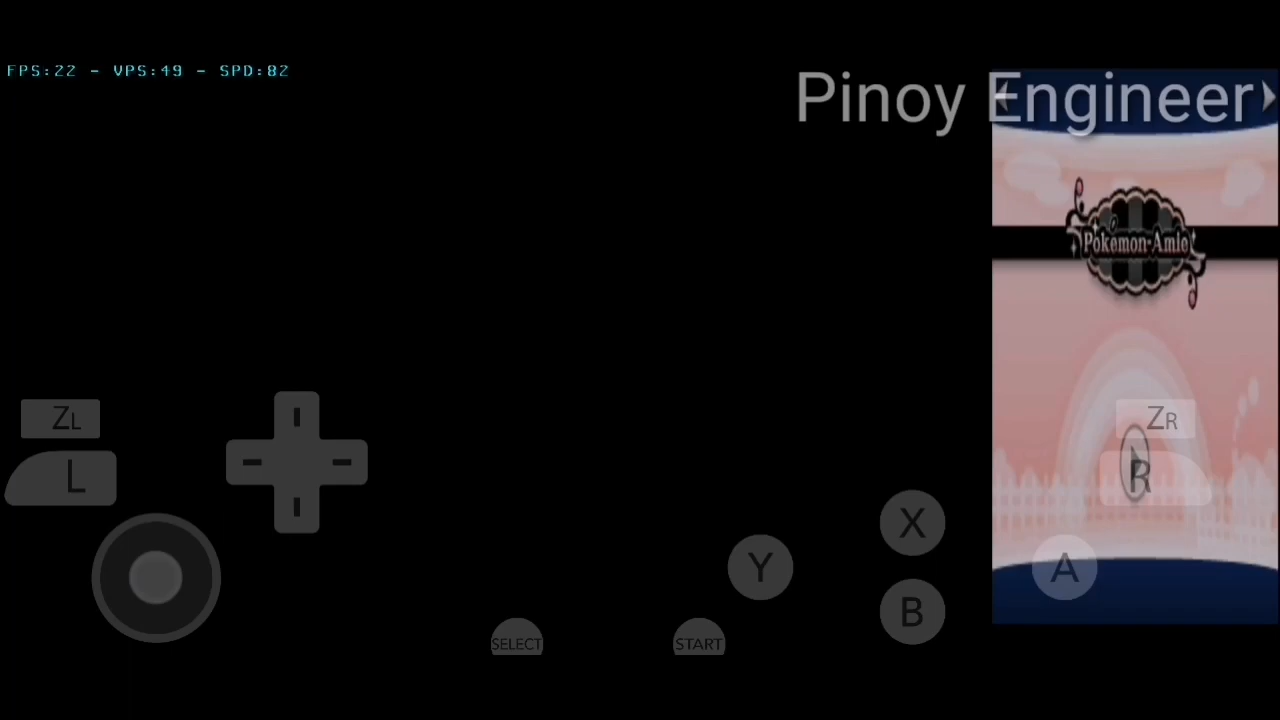 FPS:22 - VPS:49 - SPD:82
Pinoy Engineer
Pokémon-Amie
ZL
ZR
L
R
X
Y
A
B
SELECT
START